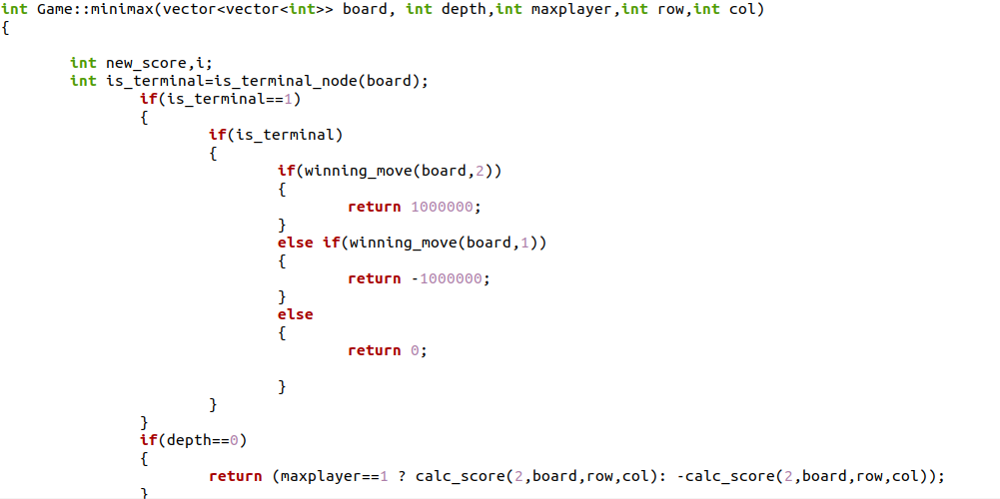 int Game::minimax(vector<vector<int>> board, int depth,int maxplayer,int row,int col)
{
int new_score,i;
int is_terminal=is_terminal_node(board);
if(is_terminal==1)
{
if(is_terminal)
{
if(winning_move(board,2))
{
return 1000000;
}
else if(winning_move(board,1))
{
return -1000000;
}
else
{
return 0;
}
}
}
if(depth==0)
{
return (maxplayer==1 ? calc_score(2,board,row,col): -calc_score(2,board,row,col));
}